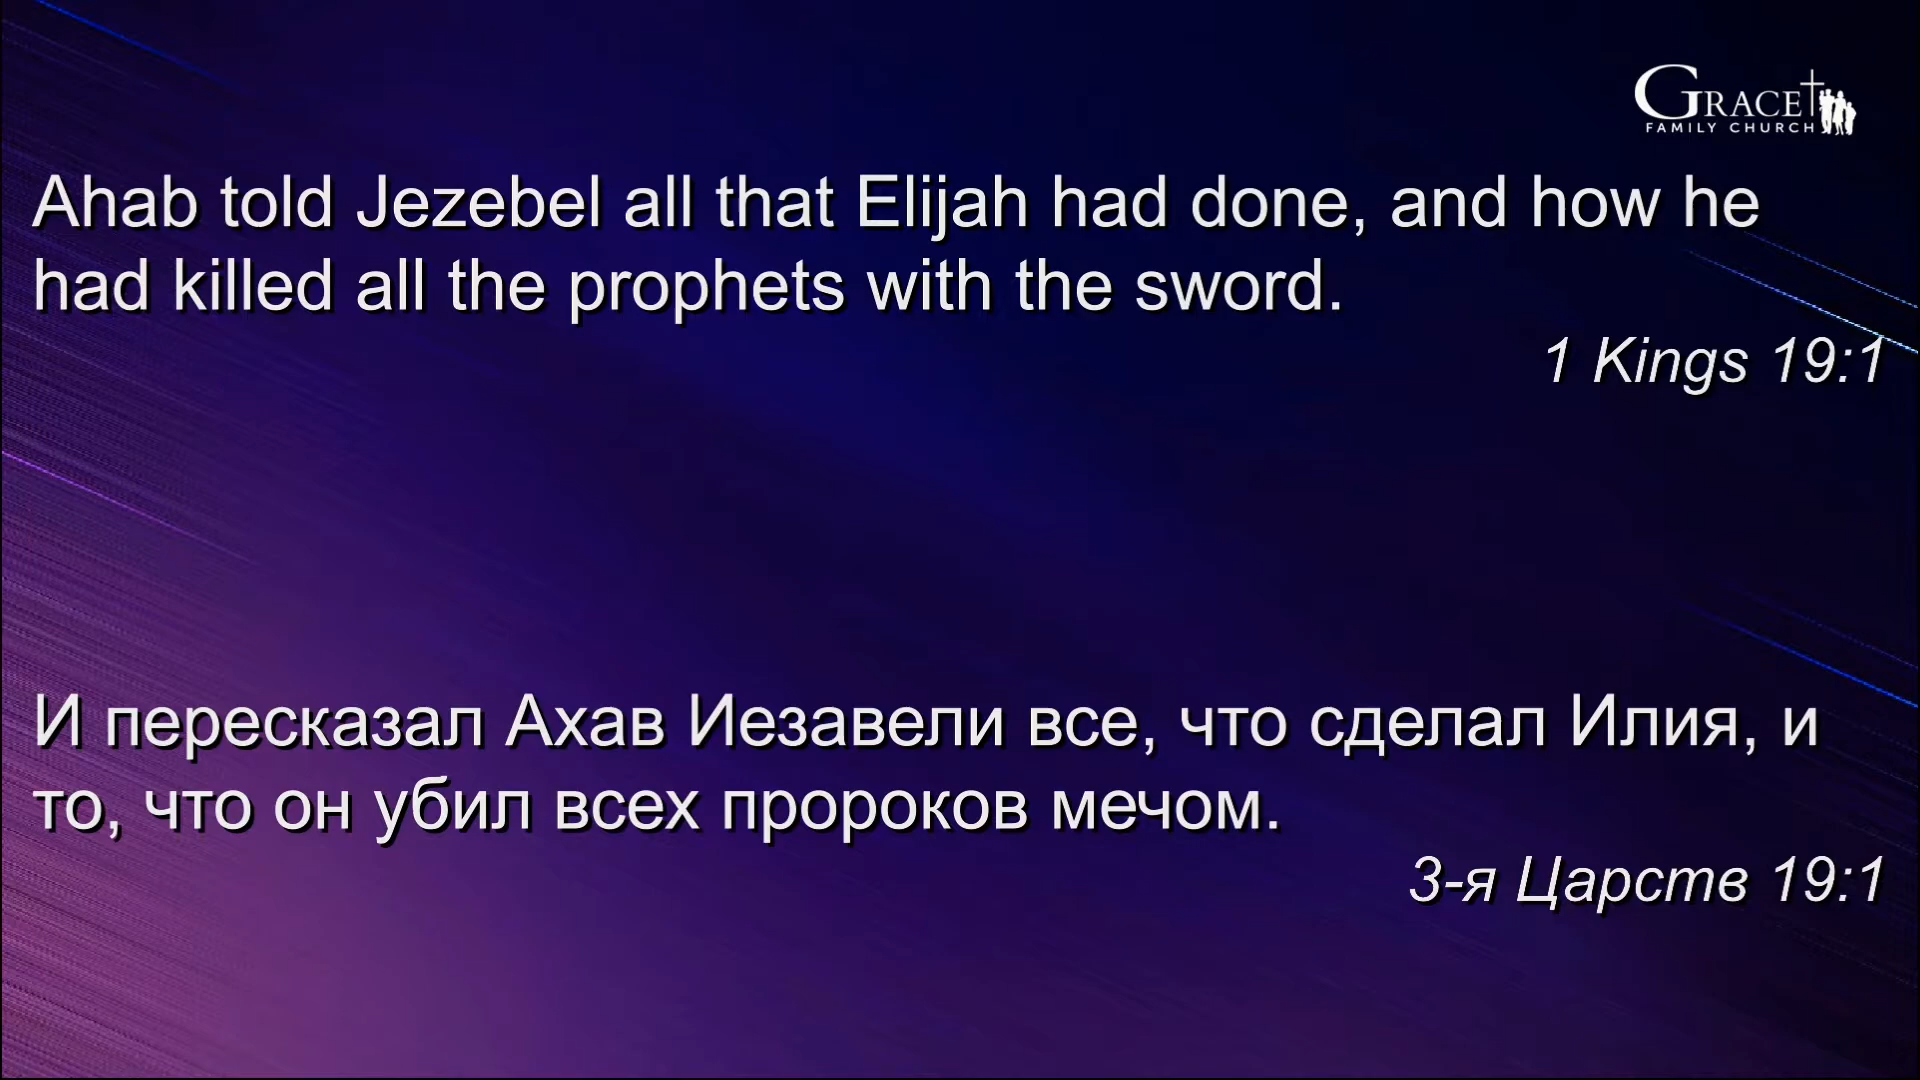 GRACE
FAMILY CHURCH
Ahab told Jezebel all that Elijah had done, and how he
had killed all the prophets with the sword.
1 Kings 19:1
И пересказал Ахав Иезавели все, что сделал Илия, и
то, что он убил всех пророков мечом.
3-я Царств 19:1